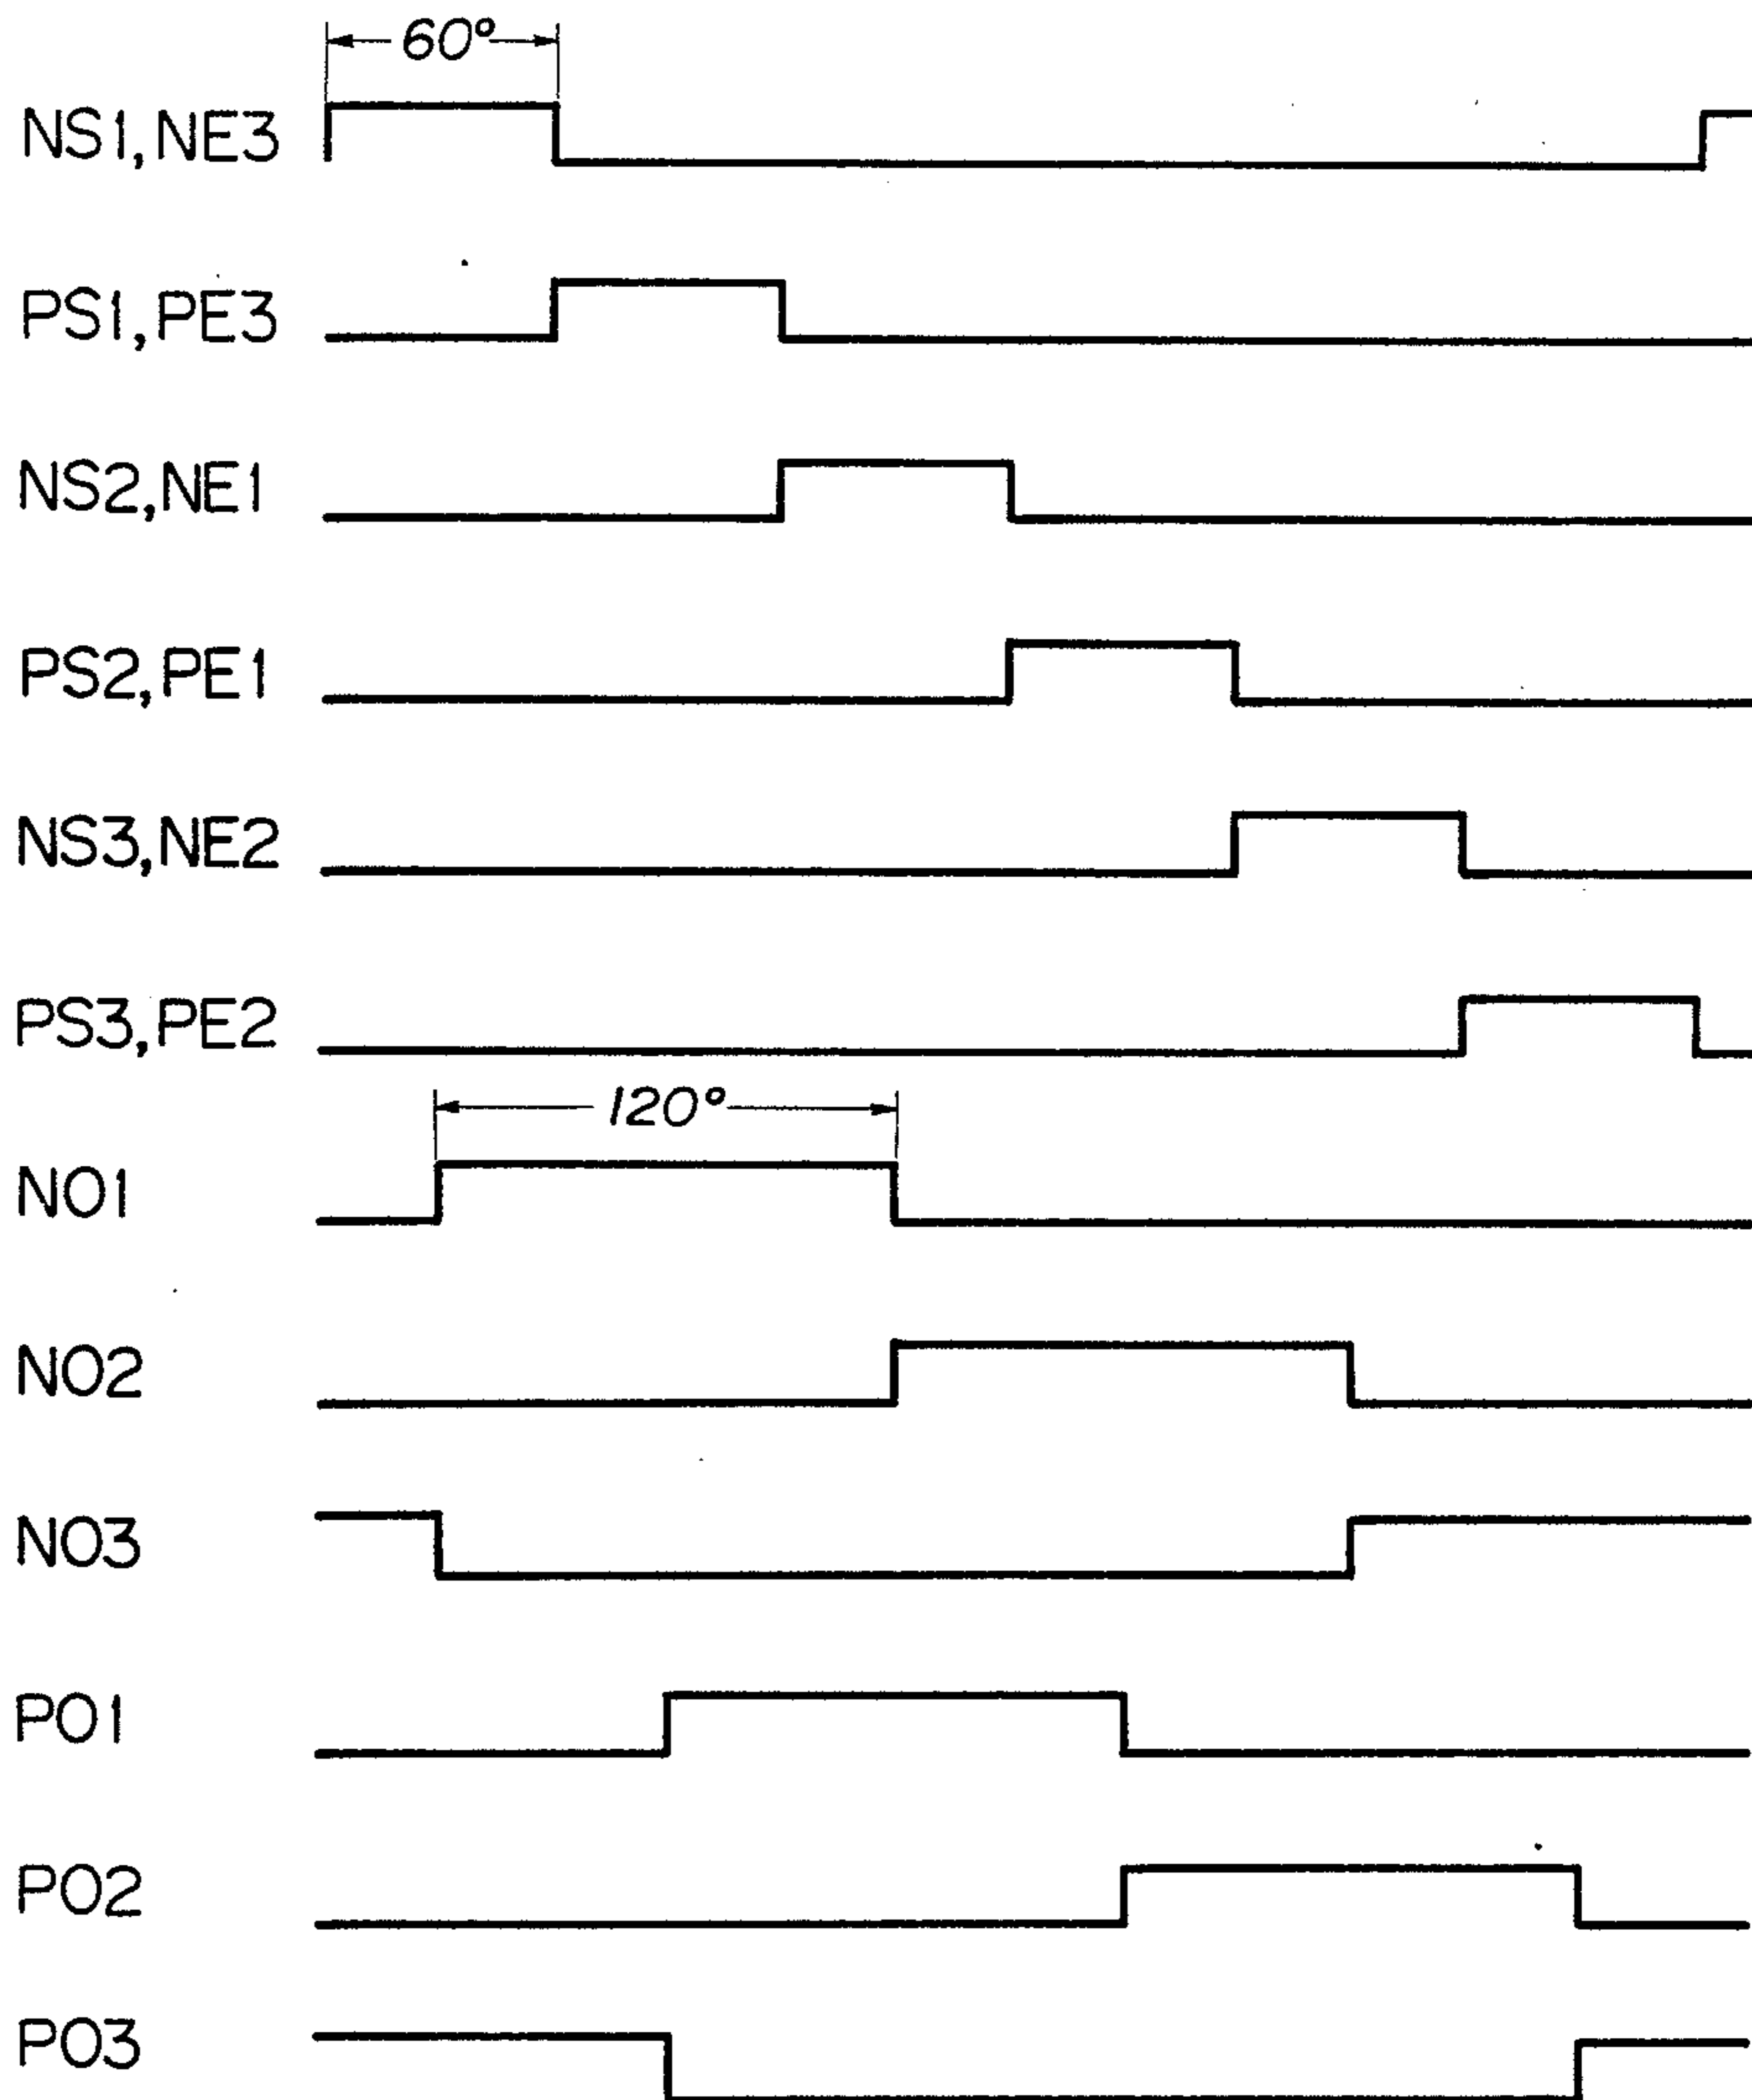 60°
NS1,NE3
PS1,PE3
NS2,NE1
PS2,PE1
NS3,NE2
PS3,PE2
120°
NO1
NO2
NO3
PO1
PO2
PO3